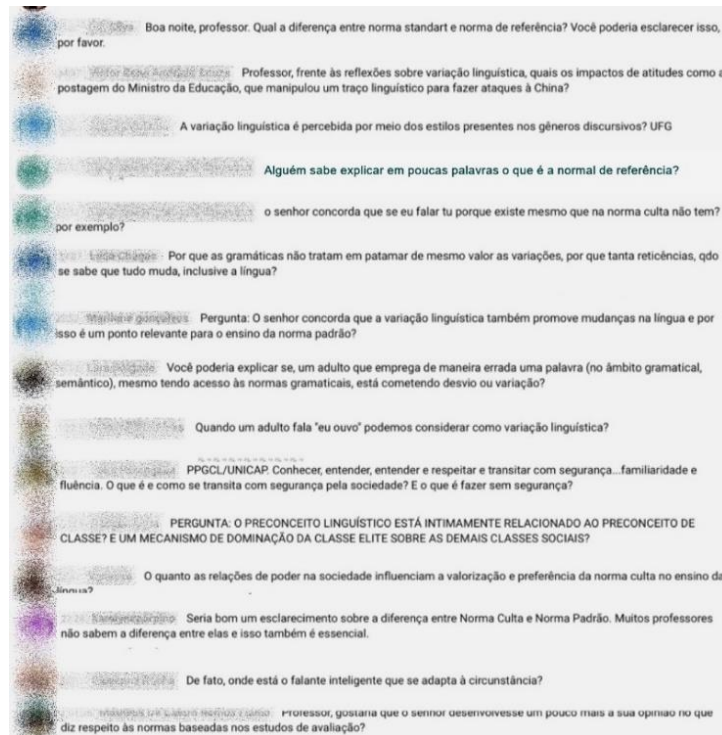 Boa noite, professor. Qual a diferença entre norma standart e norma de referência? Você poderia esclarecer isso,
por favor.
Professor, frente às reflexões sobre variação linguística, quais os impactos de atitudes como a
postagem do Ministro da Educação, que manipulou um traço linguístico para fazer ataques à China?
A variação linguística é percebida por meio dos estilos presentes nos gêneros discursivos? UFG
Alguém sabe explicar em poucas palavras o que é a normal de referência?
o senhor concorda que se eu falar tu porque existe mesmo que na norma culta não tem?
por exemplo?
Por que as gramáticas não tratam em patamar de mesmo valor as variações, por que tanta reticências, qdo
se sabe que tudo muda, inclusive a língua?
Pergunta: O senhor concorda que a variação linguística também promove mudanças na língua e por
isso é um ponto relevante para o ensino da norma padrão?
Você poderia explicar se, um adulto que emprega de maneira errada uma palavra (no âmbito gramatical,
semântico), mesmo tendo acesso às normas gramaticais, está cometendo desvio ou variação?
Quando um adulto fala "eu ouvo" podemos considerar como variação linguística?
PPGCL/UNICAP. Conhecer, entender, entender e respeitar e transitar com segurança...familiaridade e
fluência. O que é e como se transita com segurança pela sociedade? E o que é fazer sem segurança?
PERGUNTA: O PRECONCEITO LINGUÍSTICO ESTÁ INTIMAMENTE RELACIONADO AO PRECONCEITO DE
CLASSE? E UM MECANISMO DE DOMINAÇÃO DA CLASSE ELITE SOBRE AS DEMAIS CLASSES SOCIAIS?
O quanto as relações de poder na sociedade influenciam a valorização e preferência da norma culta no ensino da
língua?
Seria bom um esclarecimento sobre a diferença entre Norma Culta e Norma Padrão. Muitos professores
não sabem a diferença entre elas e isso também é essencial.
De fato, onde está o falante inteligente que se adapta à circunstância?
Professor, gostaria que o senhor desenvolvesse um pouco mais a sua opinião no que
diz respeito às normas baseadas nos estudos de avaliação?